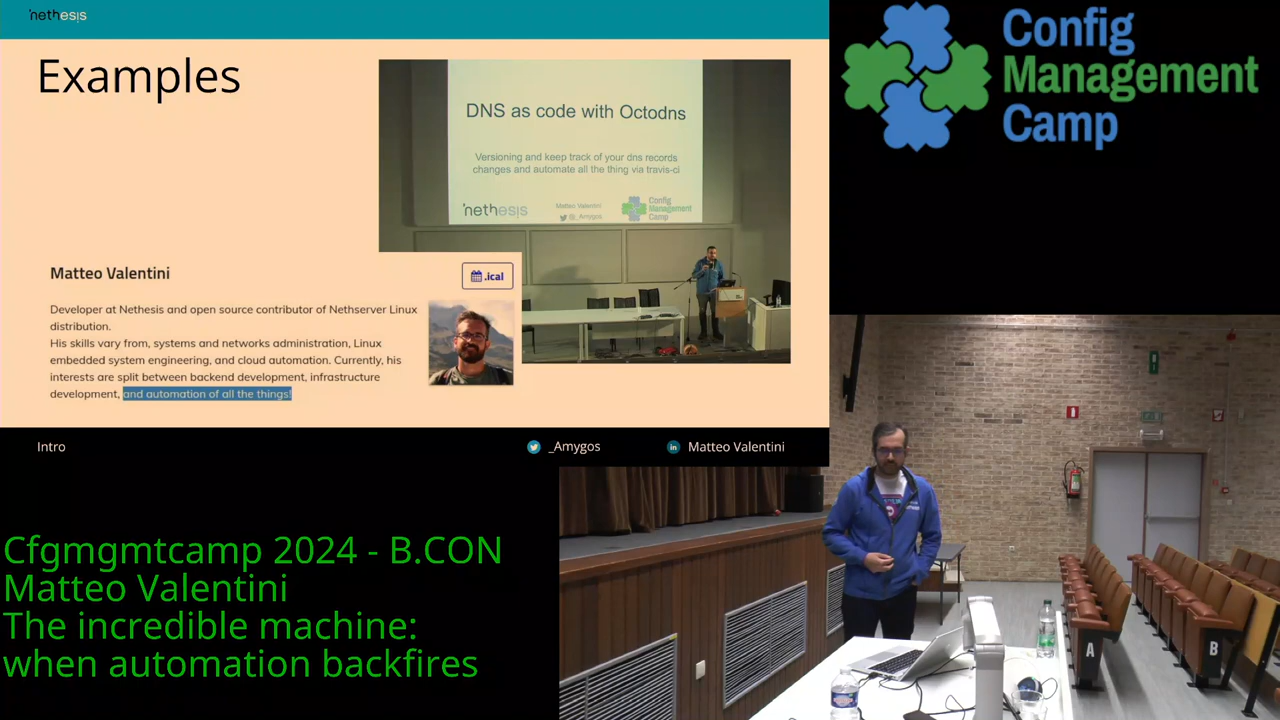 'nethesis
Examples
DNS as code with Octodns
Versioning and keep track of your dns records
changes and automate all the thing via travis-ci
'nethesis
Matteo Valentini
@_Amygos
Config
Management
Camp
Matteo Valentini
.ical
Developer at Nethesis and open source contributor of Nethserver Linux
distribution.
His skills vary from, systems and networks administration, Linux
embedded system engineering, and cloud automation. Currently, his
interests are split between backend development, infrastructure
development, and automation of all the things!
Intro
_Amygos
in
Matteo Valentini
Config
Management
Camp
A
B
Cfgmgmtcamp 2024 - B.CON
Matteo Valentini
The incredible machine:
when automation backfires